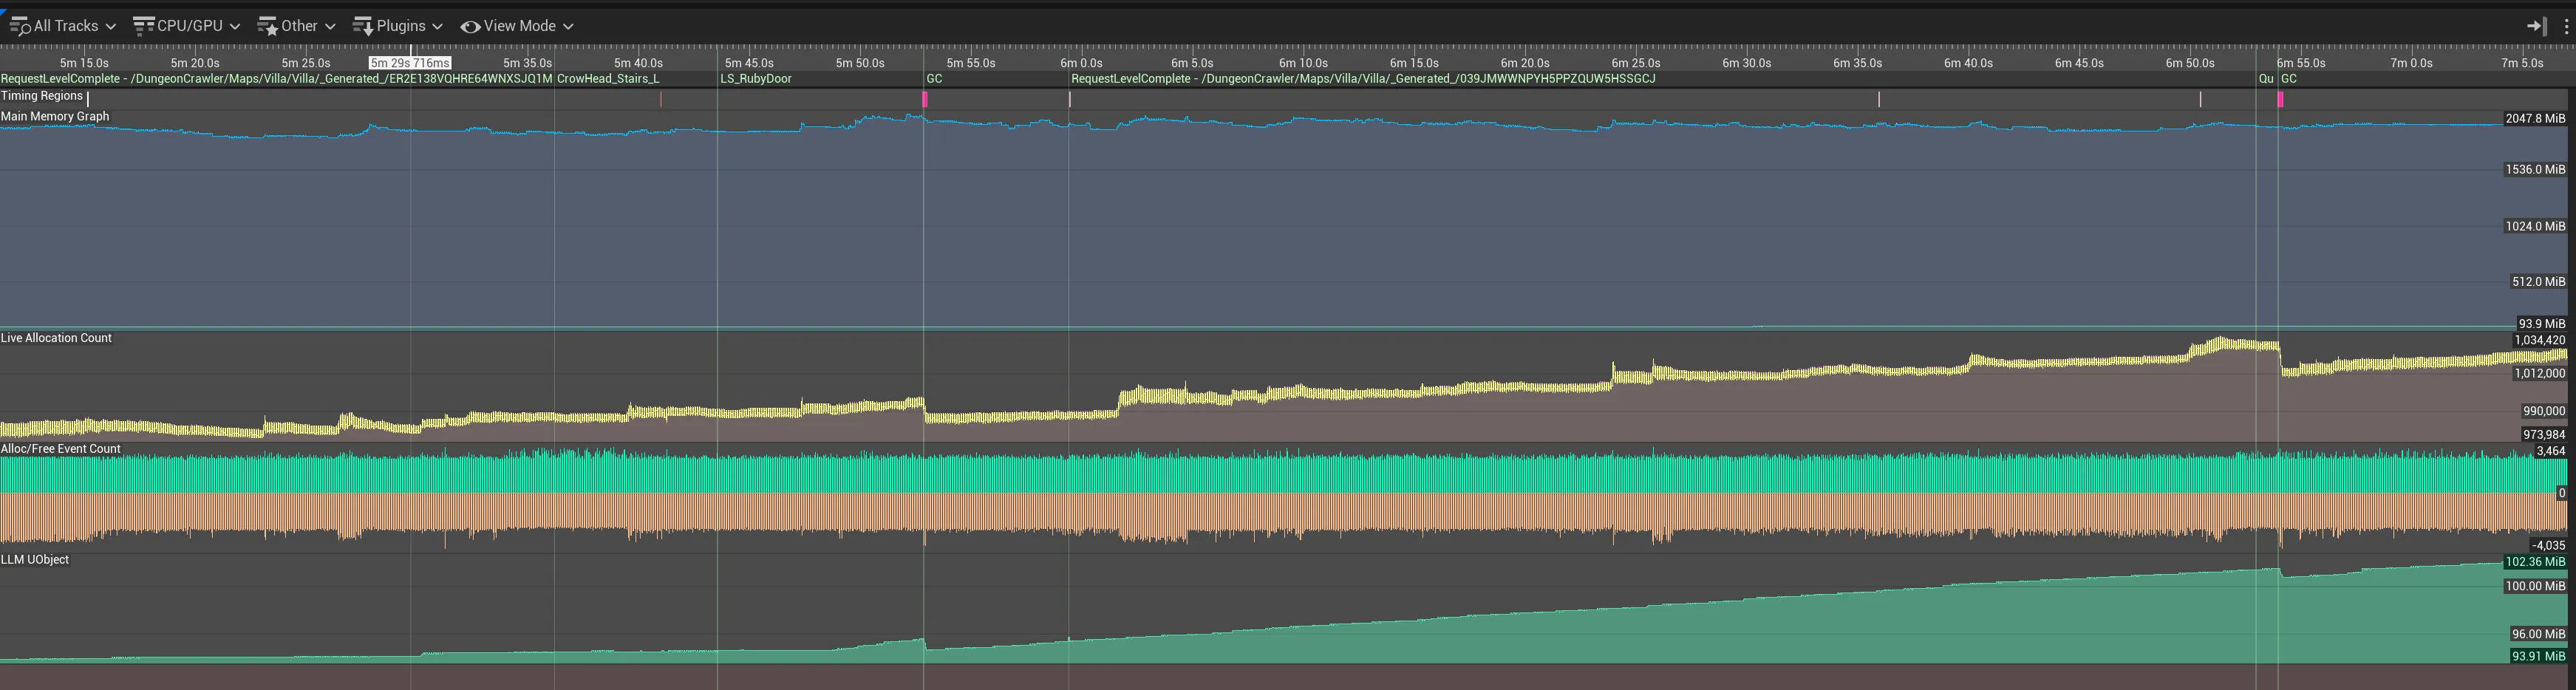 All Tracks CPU/GPU Other Plugins View Mode
5m 15.0s 5m 20.0s 5m 25.0s 5m 29s 716ms 5m 35.0s 5m 40.0s 5m 45.0s 5m 50.0s 5m 55.0s 6m 0.0s 6m 5.0s 6m 10.0s 6m 15.0s 6m 20.0s 6m 25.0s 6m 30.0s 6m 35.0s 6m 40.0s 6m 45.0s 6m 50.0s 6m 55.0s 7m 0.0s 7m 5.0s
RequestLevelComplete - /DungeonCrawler/Maps/Villa/Villa/_Generated_/ER2E138VQHRE64WNXSJQ1M CrowHead_Stairs_L LS_RubyDoor GC RequestLevelComplete - /DungeonCrawler/Maps/Villa/Villa/_Generated_/039JMWWNPYH5PPZQUW5HSSGCJ Qu GC
Timing Regions
Main Memory Graph
2047.8 MiB
1536.0 MiB
1024.0 MiB
512.0 MiB
93.9 MiB
Live Allocation Count
1,034,420
1,012,000
990,000
973,984
Alloc/Free Event Count
3,464
0
-4,035
LLM UObject
102.36 MiB
100.00 MiB
96.00 MiB
93.91 MiB